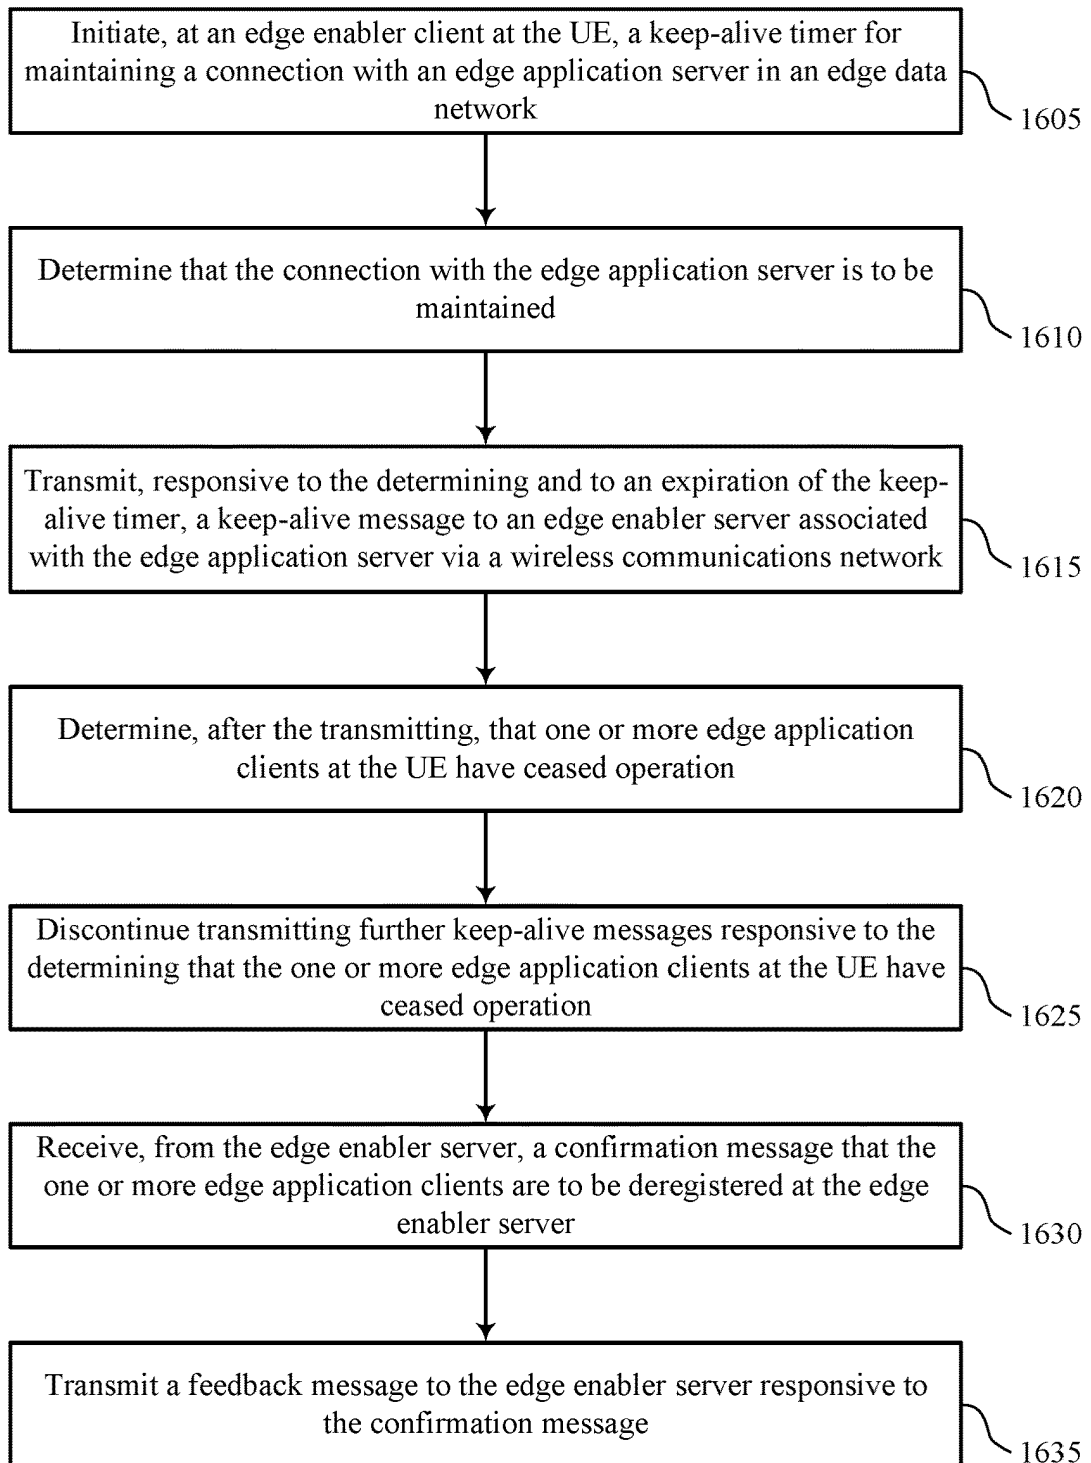 Initiate, at an edge enabler client at the UE, a keep-alive timer for
maintaining a connection with an edge application server in an edge data
network
1605
Determine that the connection with the edge application server is to be
maintained
1610
Transmit, responsive to the determining and to an expiration of the keep-
alive timer, a keep-alive message to an edge enabler server associated
with the edge application server via a wireless communications network
1615
Determine, after the transmitting, that one or more edge application
clients at the UE have ceased operation
1620
Discontinue transmitting further keep-alive messages responsive to the
determining that the one or more edge application clients at the UE have
ceased operation
1625
Receive, from the edge enabler server, a confirmation message that the
one or more edge application clients are to be deregistered at the edge
enabler server
1630
Transmit a feedback message to the edge enabler server responsive to
the confirmation message
1635